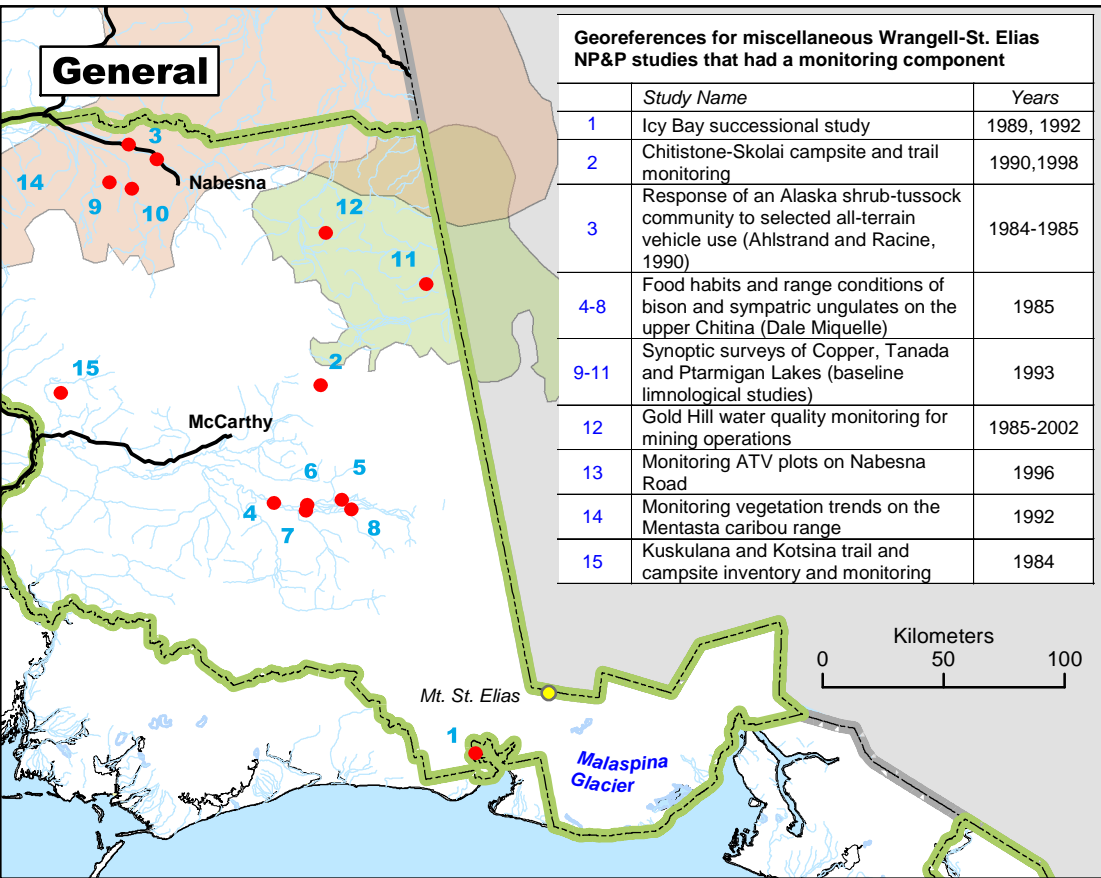 General
Georeferences for miscellaneous Wrangell-St. Elias
NP&P studies that had a monitoring component
Study Name Years
1 Icy Bay successional study 1989, 1992
2 Chitistone-Skolai campsite and trail
monitoring 1990,1998
3 Response of an Alaska shrub-tussock
community to selected all-terrain
vehicle use (Ahlstrand and Racine,
1990) 1984-1985
4-8 Food habits and range conditions of
bison and sympatric ungulates on the
upper Chitina (Dale Miquelle) 1985
9-11 Synoptic surveys of Copper, Tanada
and Ptarmigan Lakes (baseline
limnological studies) 1993
12 Gold Hill water quality monitoring for
mining operations 1985-2002
13 Monitoring ATV plots on Nabesna
Road 1996
14 Monitoring vegetation trends on the
Mentasta caribou range 1992
15 Kuskulana and Kotsina trail and
campsite inventory and monitoring 1984
3
14
9
10
Nabesna
12
11
2
15
McCarthy
6
5
4
7
8
Kilometers
0 50 100
Mt. St. Elias
1
Malaspina
Glacier